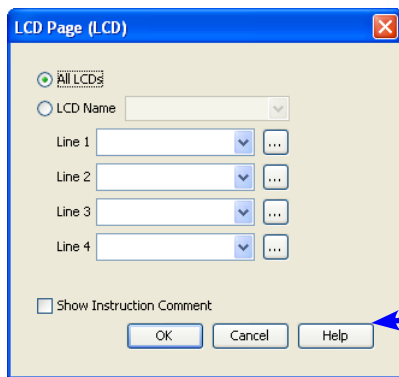 LCD Page (LCD)
All LCDs
LCD Name
Line 1 ...
Line 2 ...
Line 3 ...
Line 4 ...
Show Instruction Comment
OK Cancel Help